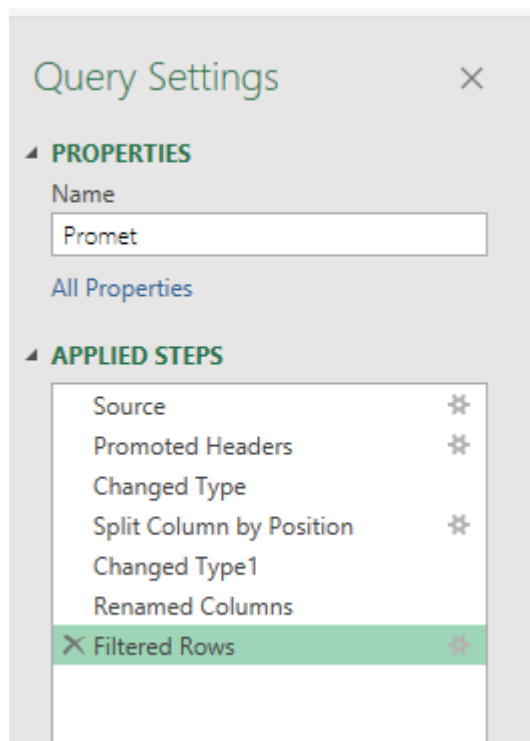 Query Settings
PROPERTIES
Name
Promet
All Properties
APPLIED STEPS
Source
Promoted Headers
Changed Type
Split Column by Position
Changed Type1
Renamed Columns
Filtered Rows